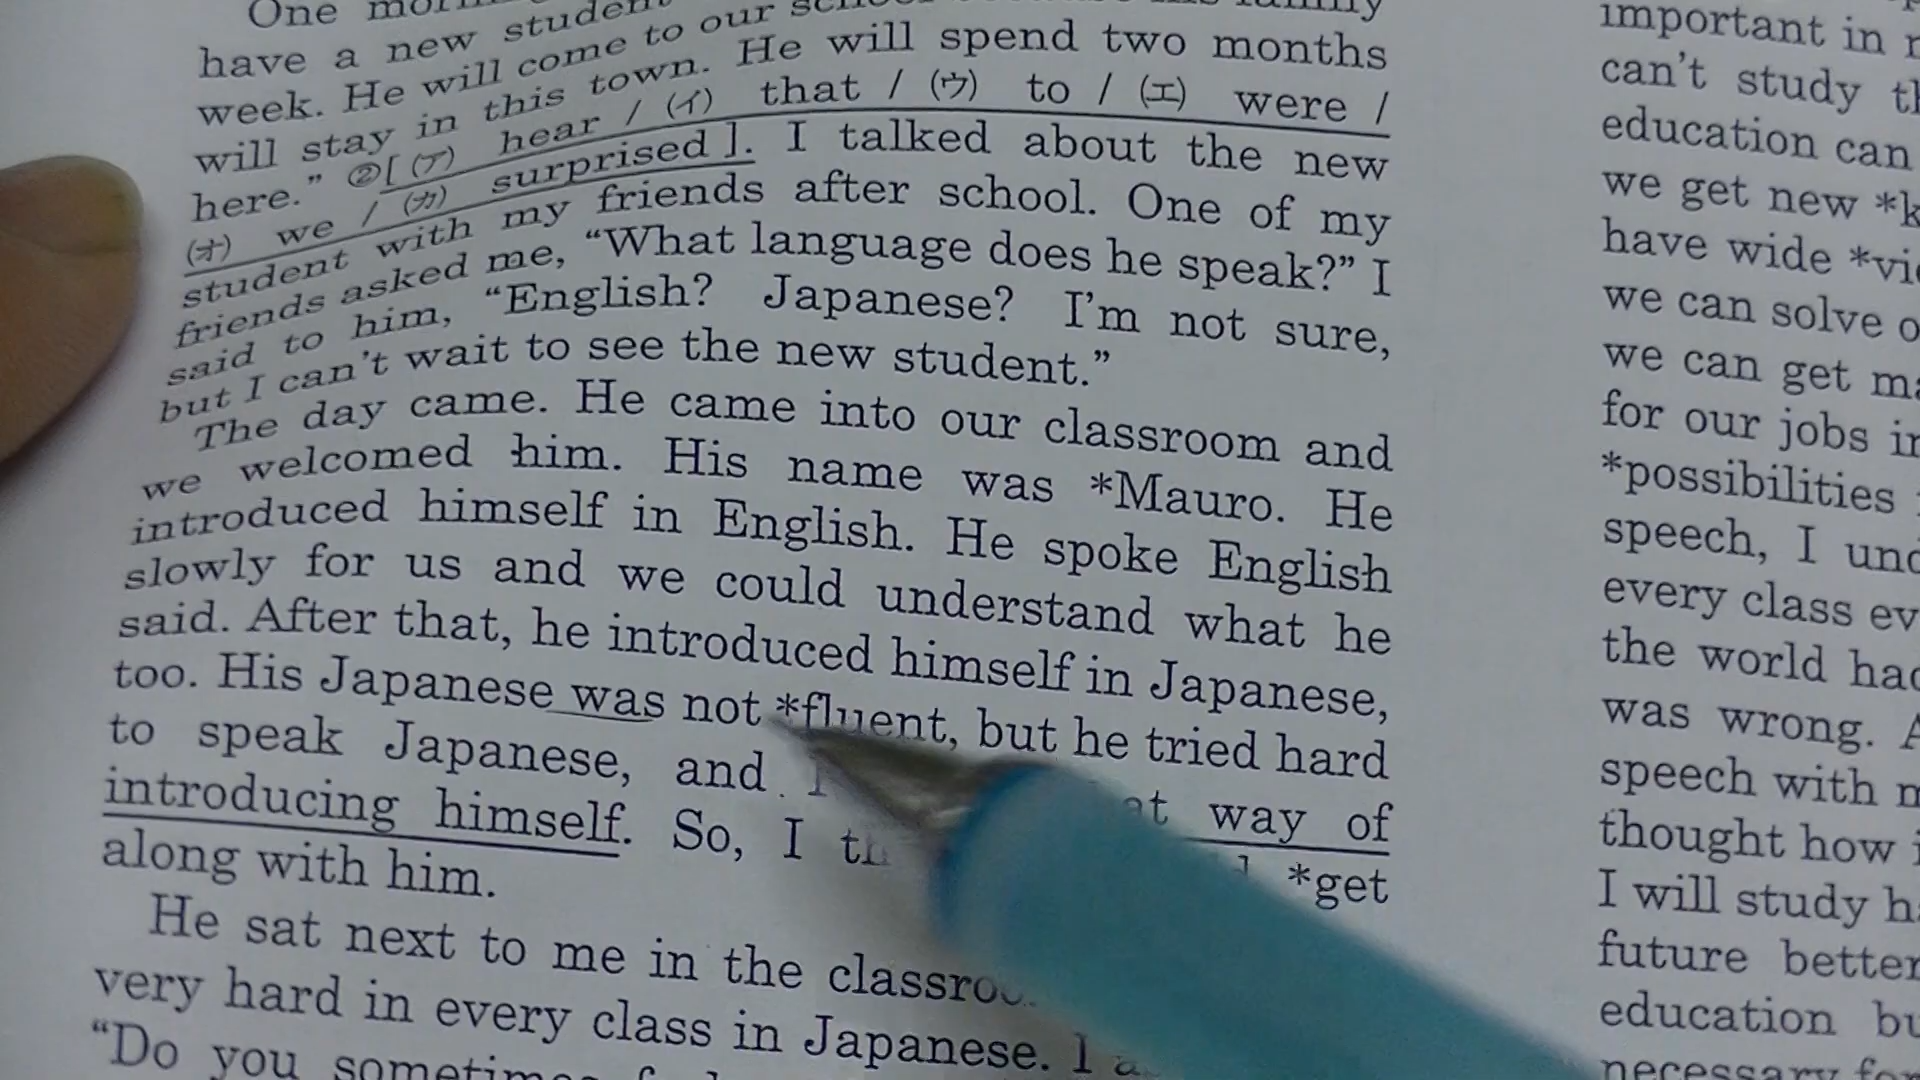 One
have a new student
week. He will come to our
will stay in this town. He will spend two months
here.” ②[ (ア) hear / (イ) that / (ウ) to / (エ) were /
(オ) we / (カ) surprised ]. I talked about the new
student with my friends after school. One of my
friends asked me, “What language does he speak?” I
said to him, “English? Japanese? I’m not sure,
but I can’t wait to see the new student.”
The day came. He came into our classroom and
we welcomed him. His name was *Mauro. He
introduced himself in English. He spoke English
slowly for us and we could understand what he
said. After that, he introduced himself in Japanese,
too. His Japanese was not *fluent, but he tried hard
to speak Japanese, and way of
introducing himself. So, I *get
along with him.
He sat next to me in the
very hard in every class in Japanese. I
“Do you
important in
can’t study
education can
we get new
have wide
we can solve
we can get
for our jobs
*possibilities
speech, I
every class
the world
was wrong.
speech with
thought how
I will study
future better
education
necessary